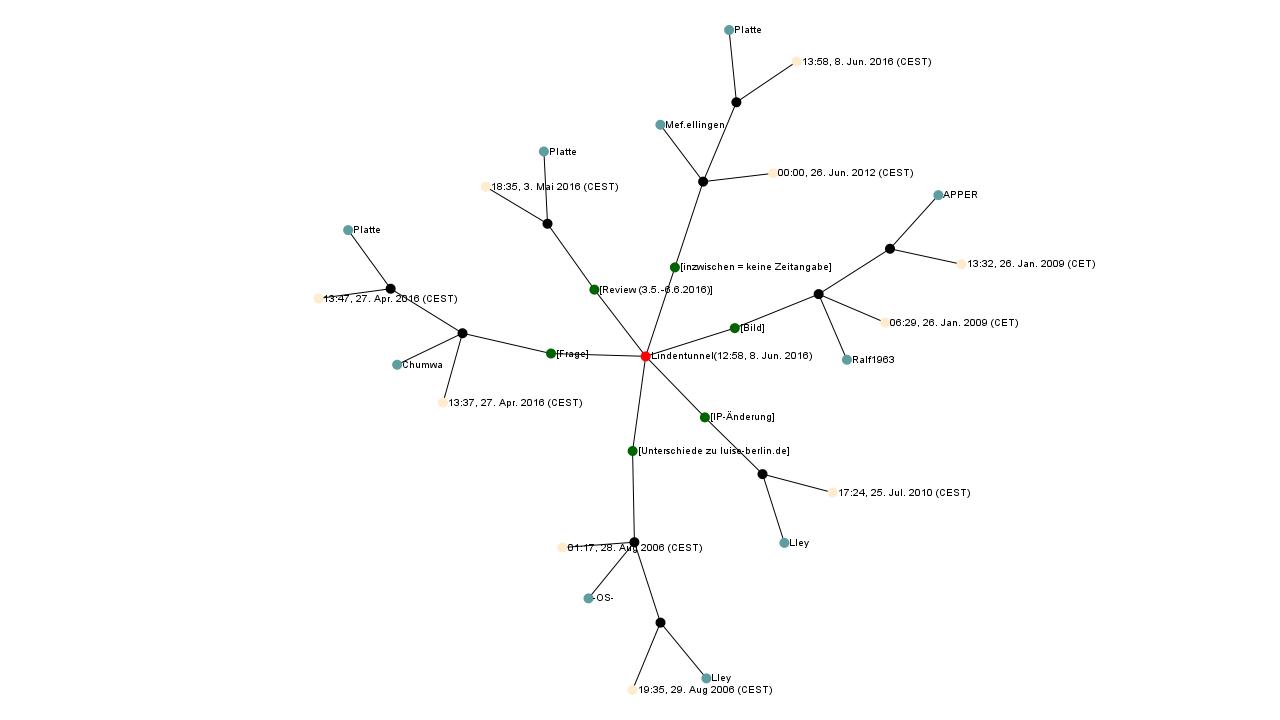 Platte
13:58, 8. Jun. 2016 (CEST)
Mef.ellingen
Platte
00:00, 26. Jun. 2012 (CEST)
18:35, 3. Mai 2016 (CEST)
APPER
Platte
13:32, 26. Jan. 2009 (CET)
[inzwischen = keine Zeitangabe]
[Review (3.5.-6.6.2016)]
13:47, 27. Apr. 2016 (CEST)
06:29, 26. Jan. 2009 (CET)
[Bild]
[Frage]
Lindentunnel(12:58, 8. Jun. 2016)
Ralf1963
Chumwa
13:37, 27. Apr. 2016 (CEST)
[IP-Änderung]
[Unterschiede zu luise-berlin.de]
17:24, 25. Jul. 2010 (CEST)
Lley
01:17, 28. Aug 2006 (CEST)
-OS-
Lley
19:35, 29. Aug 2006 (CEST)